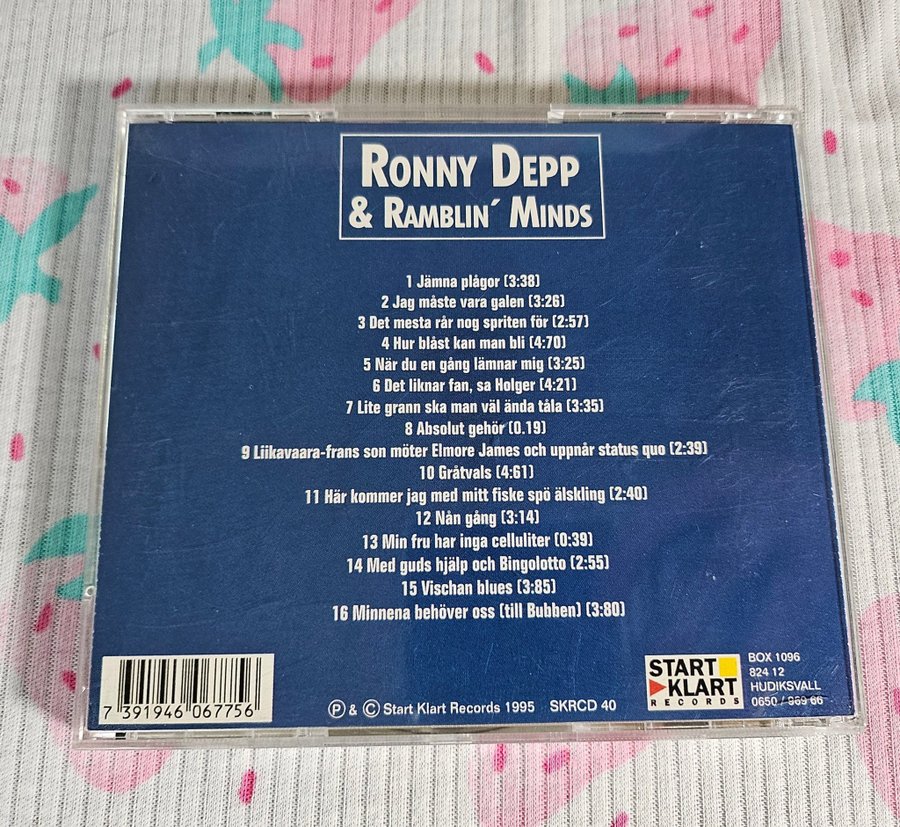 RONNY DEPP
& RAMBLIN´ MINDS
1 Jämna plågor (3:38)
2 Jag måste vara galen (3:26)
3 Det mesta rår nog spriten för (2:57)
4 Hur blåst kan man bli (4:70)
5 När du en gång lämnar mig (3:25)
6 Det liknar fan, sa Holger (4:21)
7 Lite grann ska man väl ända tåla (3:35)
8 Absolut gehör (0.19)
9 Liikavaara-frans son möter Elmore James och uppnår status quo (2:39)
10 Gråtvals (4:61)
11 Här kommer jag med mitt fiske spö älskling (2:40)
12 Nån gång (3:14)
13 Min fru har inga celluliter (0:39)
14 Med guds hjälp och Bingolotto (2:55)
15 Vischan blues (3:85)
16 Minnena behöver oss (till Bubben) (3:80)
7 391946 067756
Ⓟ & © Start Klart Records 1995 SKRCD 40
START
KLART
RECORDS
BOX 1096
824 12
HUDIKSVALL
0650 /